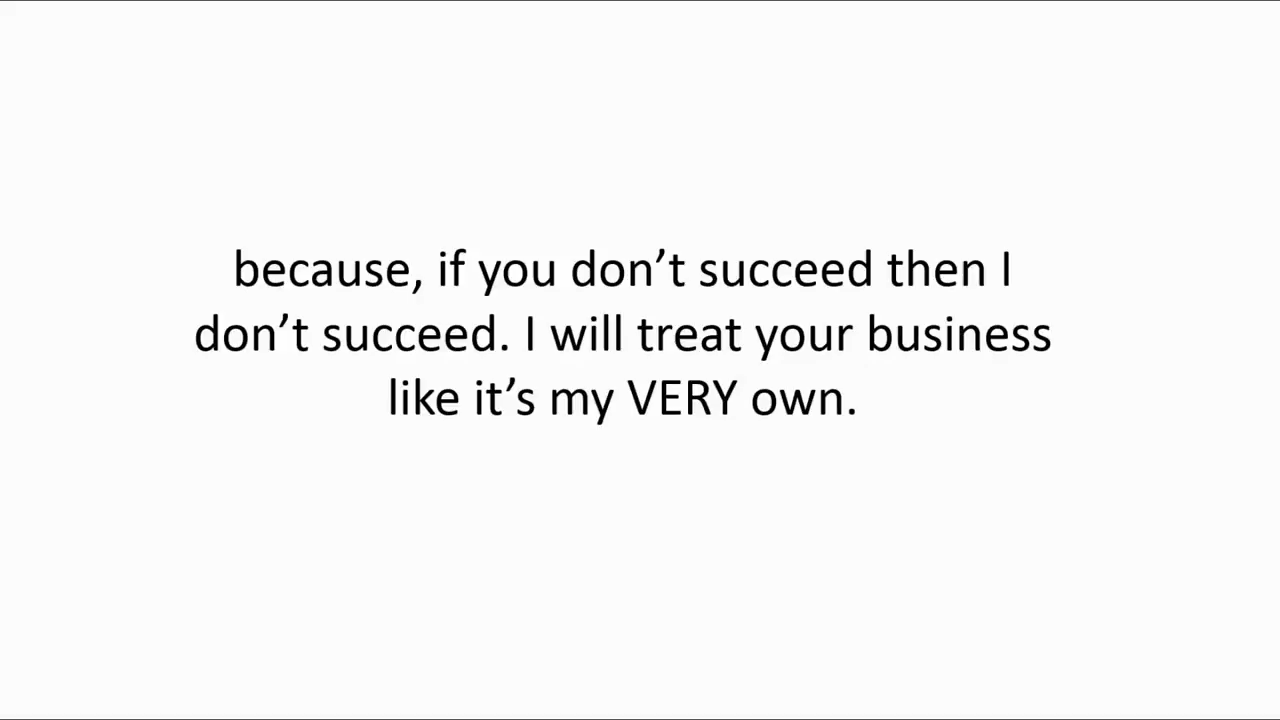 because, if you don’t succeed then I
don’t succeed. I will treat your business
like it’s my VERY own.